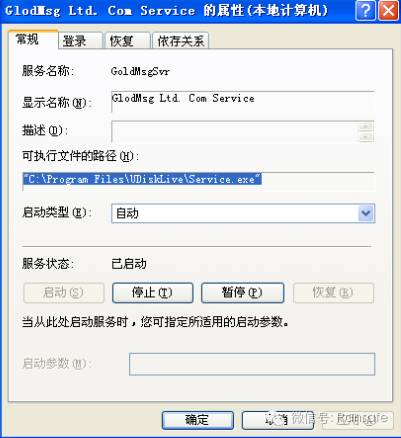 GlodMsg Ltd. Com Service 的属性(本地计算机)
常规 登录 恢复 依存关系
服务名称: GoldMsgSvr
显示名称(N): GlodMsg Ltd. Com Service
描述(D):
可执行文件的路径(H):
"C:\Program Files\UDiskLive\Service.exe"
启动类型(E): 自动
服务状态: 已启动
启动(S) 停止(T) 暂停(P) 恢复(R)
当从此处启动服务时,您可指定所适用的启动参数。
启动参数(M):
确定 取消
微信号: